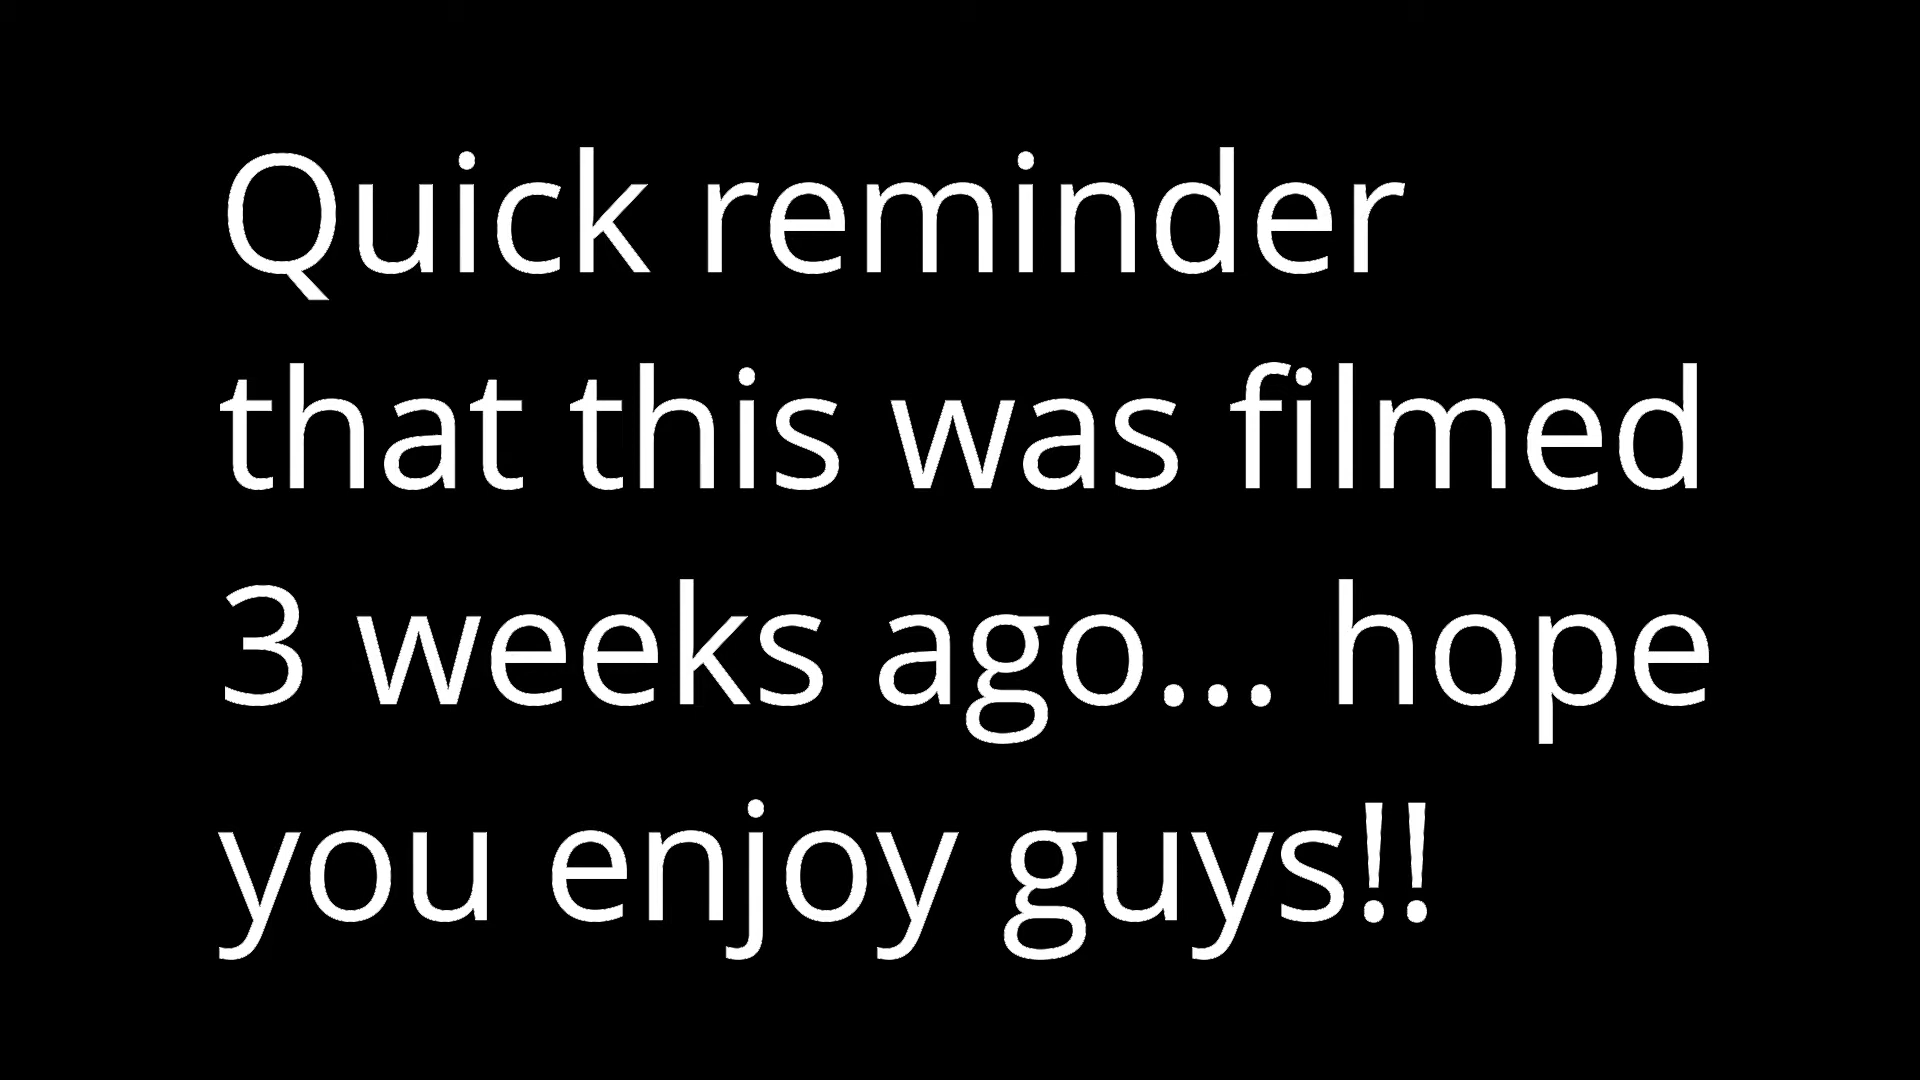 Quick reminder
that this was filmed
3 weeks ago... hope
you enjoy guys!!